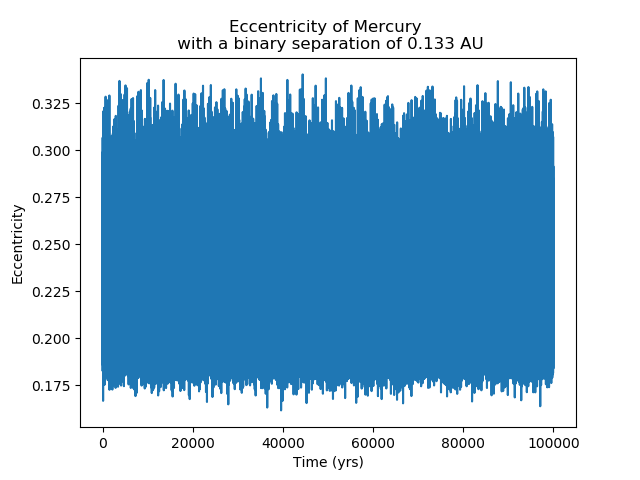 Eccentricity of Mercury
with a binary separation of 0.133 AU
0.325
0.300
0.275
0.250
0.225
0.200
0.175
Eccentricity
0 20000 40000 60000 80000 100000
Time (yrs)